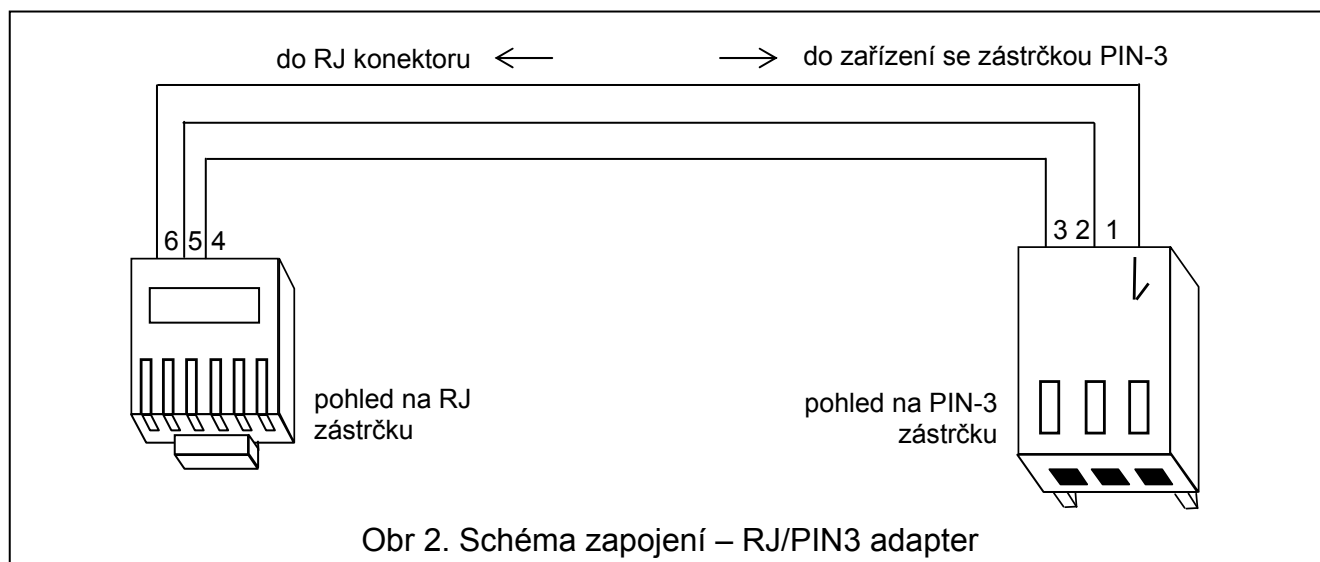 do RJ konektoru
do zařízení se zástrčkou PIN-3
6 5 4
3 2 1
pohled na RJ
zástrčku
pohled na PIN-3
zástrčku
Obr 2. Schéma zapojení – RJ/PIN3 adapter